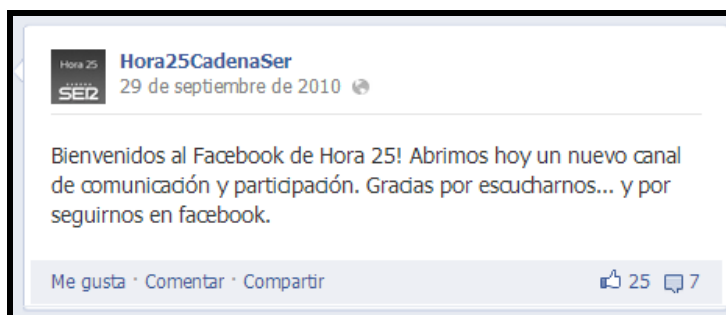 Hora 25
SER
Hora25CadenaSer
29 de septiembre de 2010
Bienvenidos al Facebook de Hora 25! Abrimos hoy un nuevo canal
de comunicación y participación. Gracias por escucharnos... y por
seguirnos en facebook.
Me gusta · Comentar · Compartir 25 7